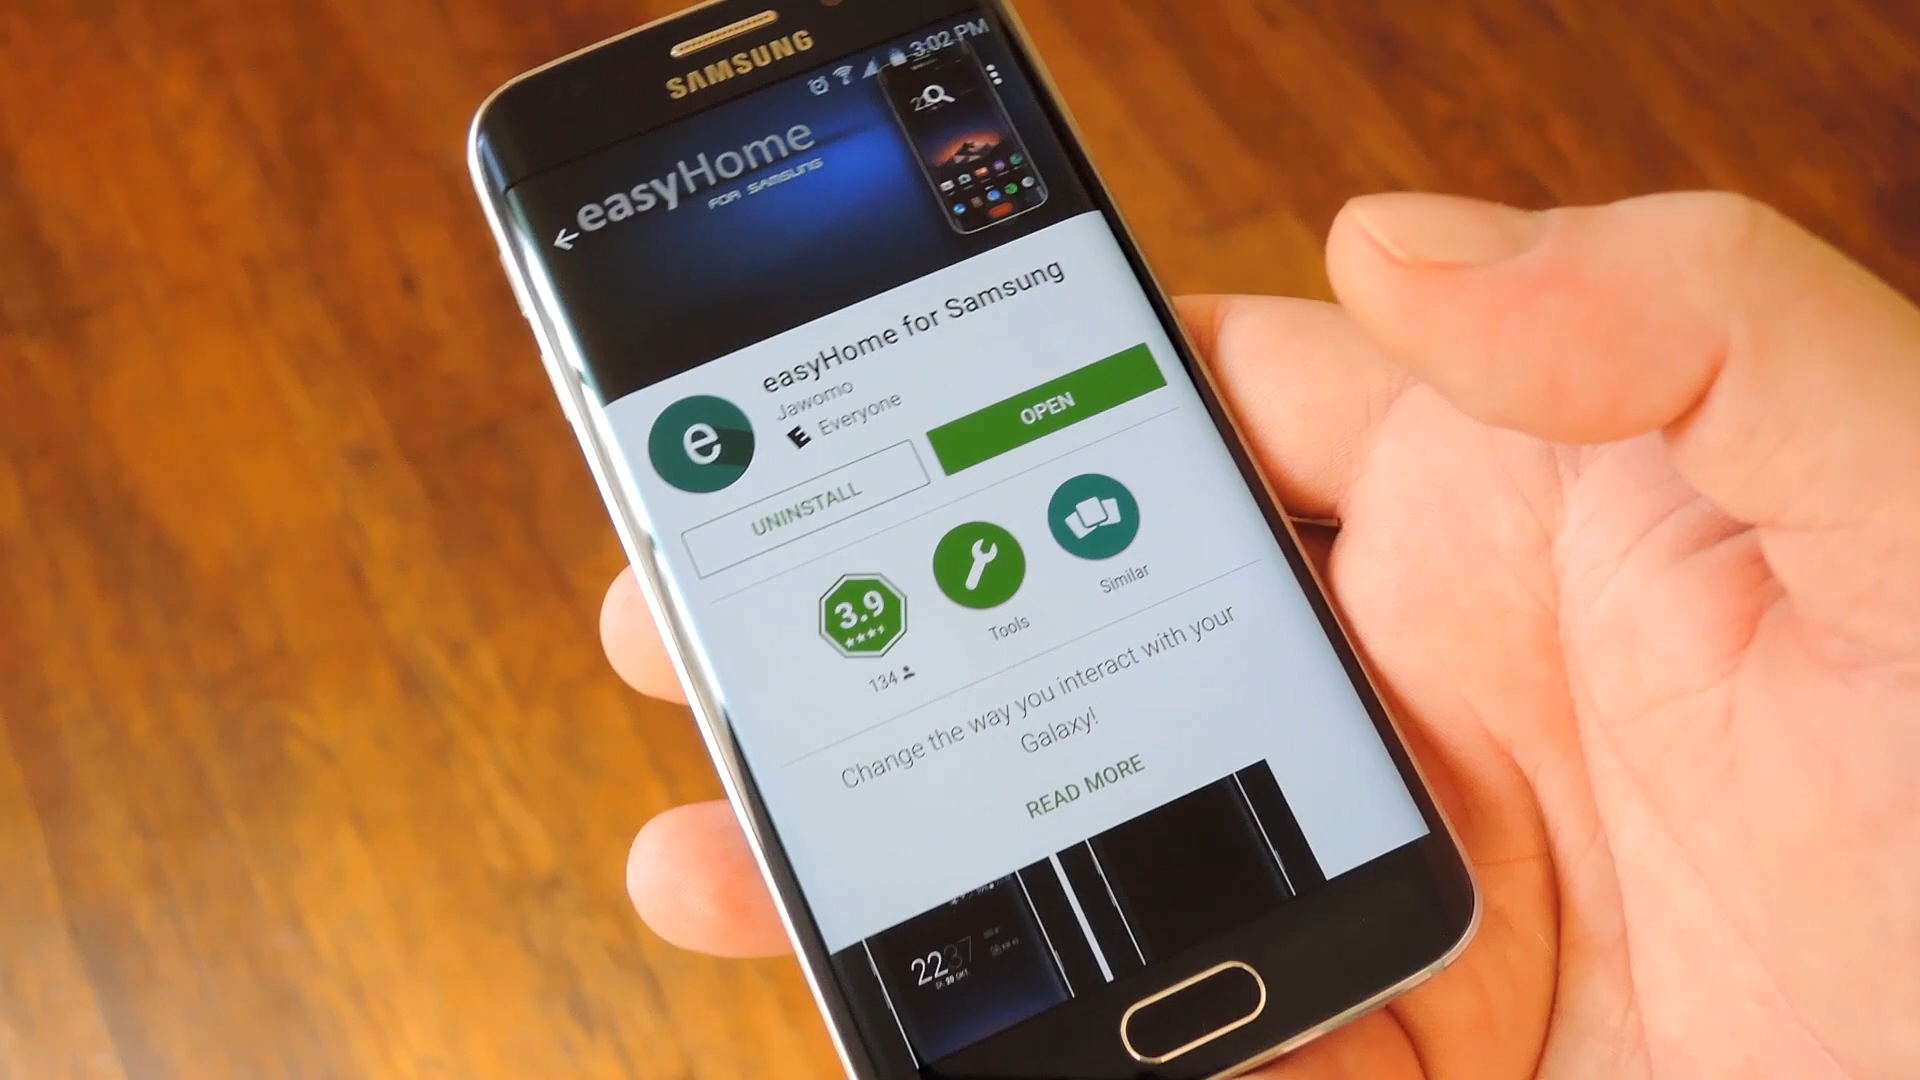 SAMSUNG
3:02 PM
easyHome
FOR SAMSUNG
easyHome for Samsung
Jawomo
E Everyone
e
UNINSTALL
OPEN
3.9
134
Tools
Similar
Change the way you interact with your
Galaxy!
READ MORE
2237